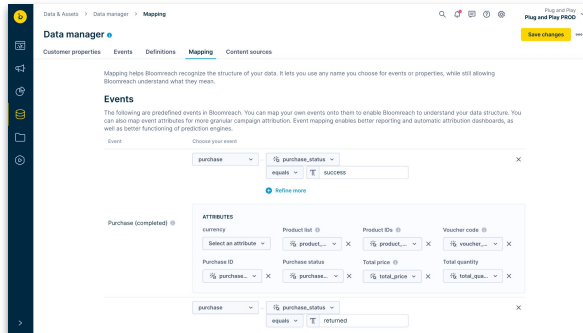 b
Data & Assets > Data manager > Mapping
Plug and Play
Plug and Play PROD
Data manager
Save changes
Customer properties Events Definitions Mapping Content sources
Mapping helps Bloomreach recognize the structure of your data. It lets you use any name you choose for events or properties, while still allowing
Bloomreach understand what they mean.
Events
The following are predefined events in Bloomreach. You can map your own events onto them to enable Bloomreach to understand your data structure. You
can also map event attributes for more granular campaign attribution. Event mapping enables better reporting and automatic attribution dashboards, as
well as better functioning of prediction engines.
Event Choose your event
purchase purchase_status
equals T success
Refine more
Purchase (completed)
ATTRIBUTES
currency Product list Product IDs Voucher code
Select an attribute product_... product_... voucher_...
Purchase ID Purchase status Total price Total quantity
purchase... purchase... total_price total_qua...
purchase purchase_status
equals T returned